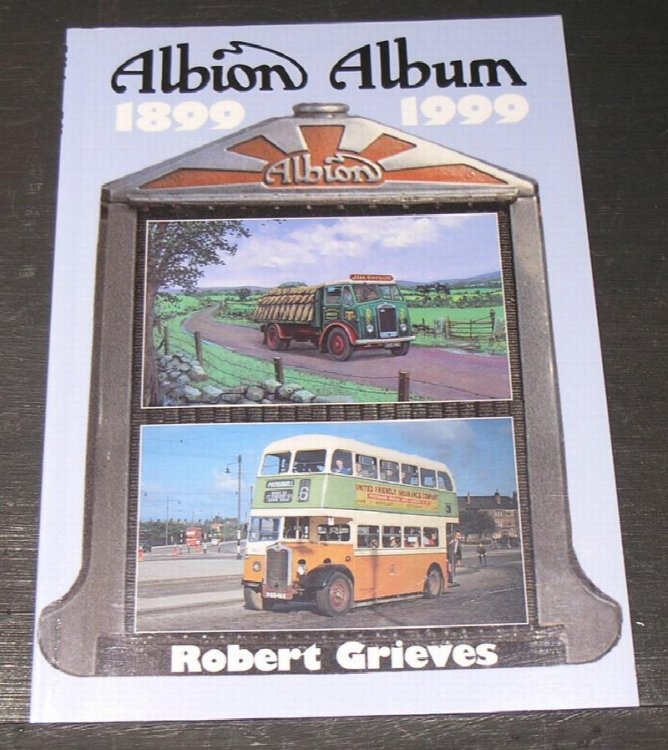 Albion Album
1899 1999
Albion
UNITED FRIENDLY INSURANCE COMPANY
6
Robert Grieves